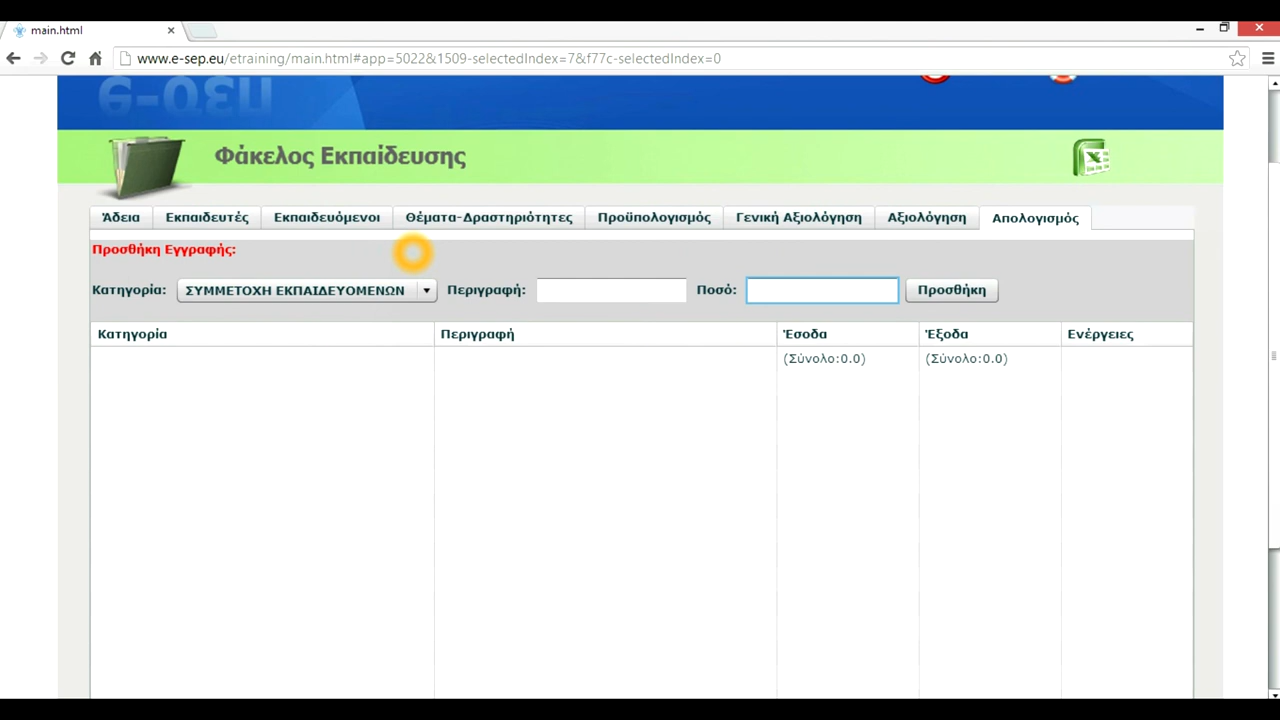 main.html
www.e-sep.eu/etraining/main.html#app=5022&1509-selectedIndex=7&f77c-selectedIndex=0
Φάκελος Εκπαίδευσης
Άδεια Εκπαιδευτές Εκπαιδευόμενοι Θέματα-Δραστηριότητες Προϋπολογισμός Γενική Αξιολόγηση Αξιολόγηση Απολογισμός
Προσθήκη Εγγραφής:
Κατηγορία: ΣΥΜΜΕΤΟΧΗ ΕΚΠΑΙΔΕΥΟΜΕΝΩΝ Περιγραφή: Ποσό: Προσθήκη
Κατηγορία Περιγραφή Έσοδα Έξοδα Ενέργειες
(Σύνολο:0.0) (Σύνολο:0.0)